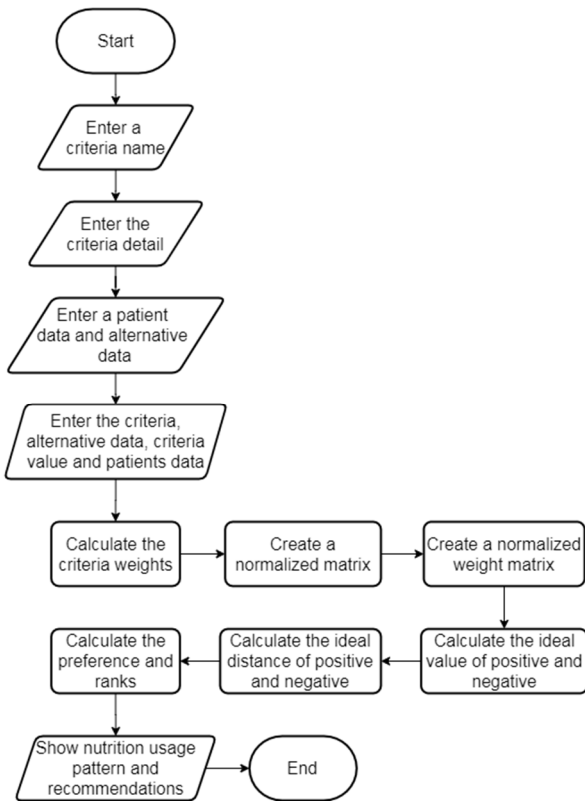 Start
Enter a
criteria name
Enter the
criteria detail
Enter a patient
data and alternative
data
Enter the criteria,
alternative data, criteria
value and patients data
Calculate the
criteria weights
Create a
normalized matrix
Create a normalized
weight matrix
Calculate the ideal
value of positive and
negative
Calculate the ideal
distance of positive
and negative
Calculate the
preference and
ranks
Show nutrition usage
pattern and
recommendations
End